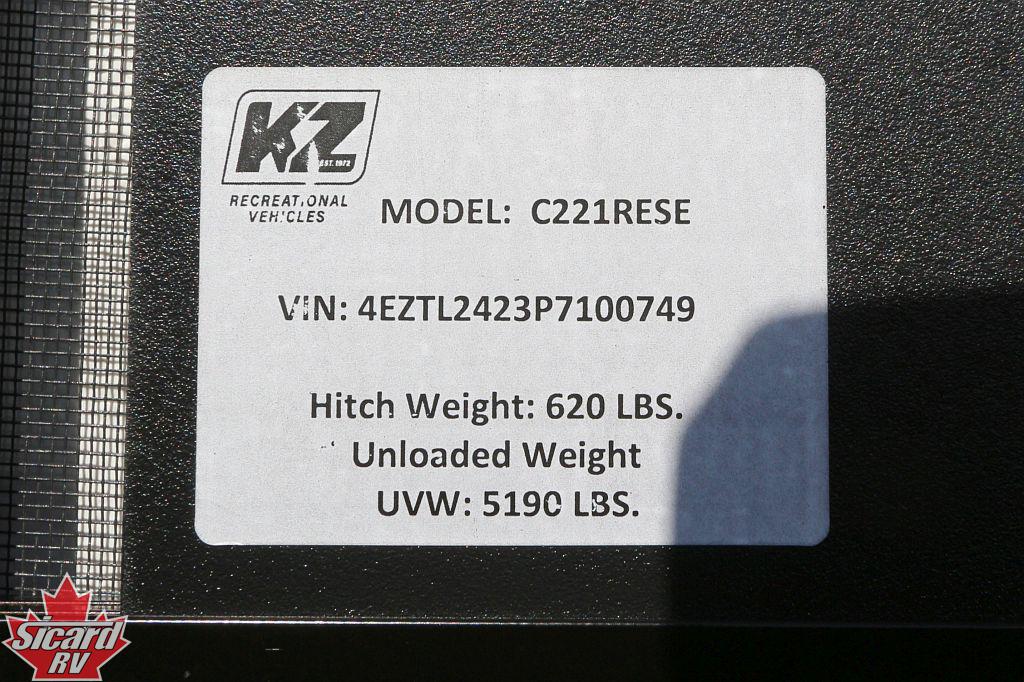 KZ
EST. 1972
RECREATIONAL
VEHICLES
MODEL: C221RESE
VIN: 4EZTL2423P7100749
Hitch Weight: 620 LBS.
Unloaded Weight
UVW: 5190 LBS.
Sicard
RV